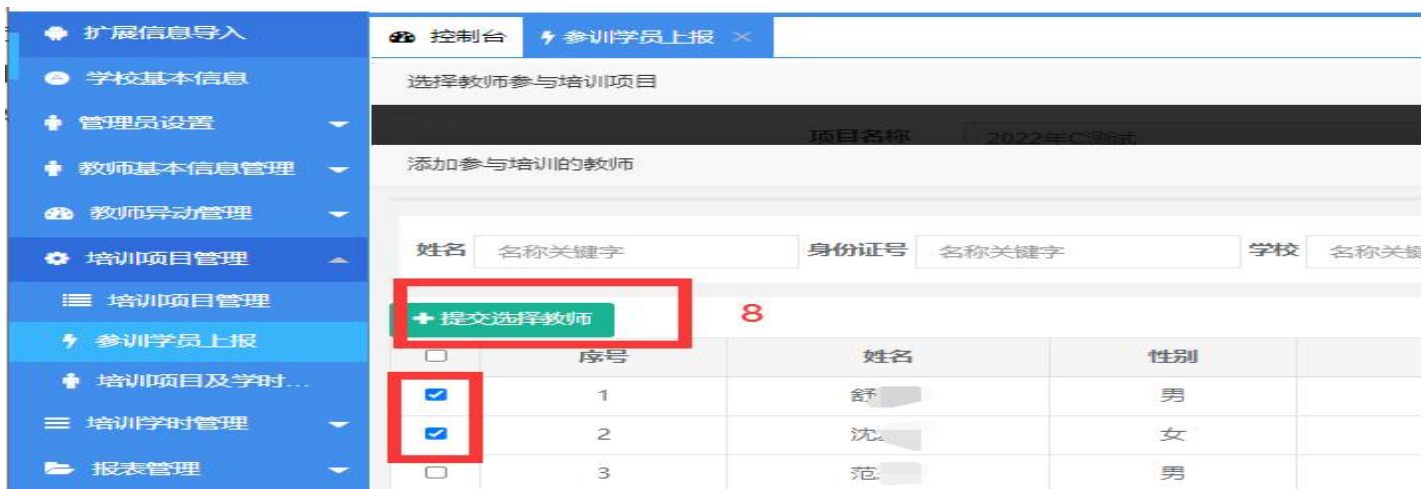 扩展信息导入
学校基本信息
管理员设置
教师基本信息管理
教师异动管理
培训项目管理
培训项目管理
参训学员上报
培训项目及学时...
培训学时管理
报表管理
控制台 参训学员上报 ×
选择教师参与培训项目
项目名称 2022年C测试
添加参与培训的教师
姓名 名称关键字 身份证号 名称关键字 学校 名称关键
+提交选择教师 8
序号 姓名 性别
1 舒 男
2 沈 女
3 范 男